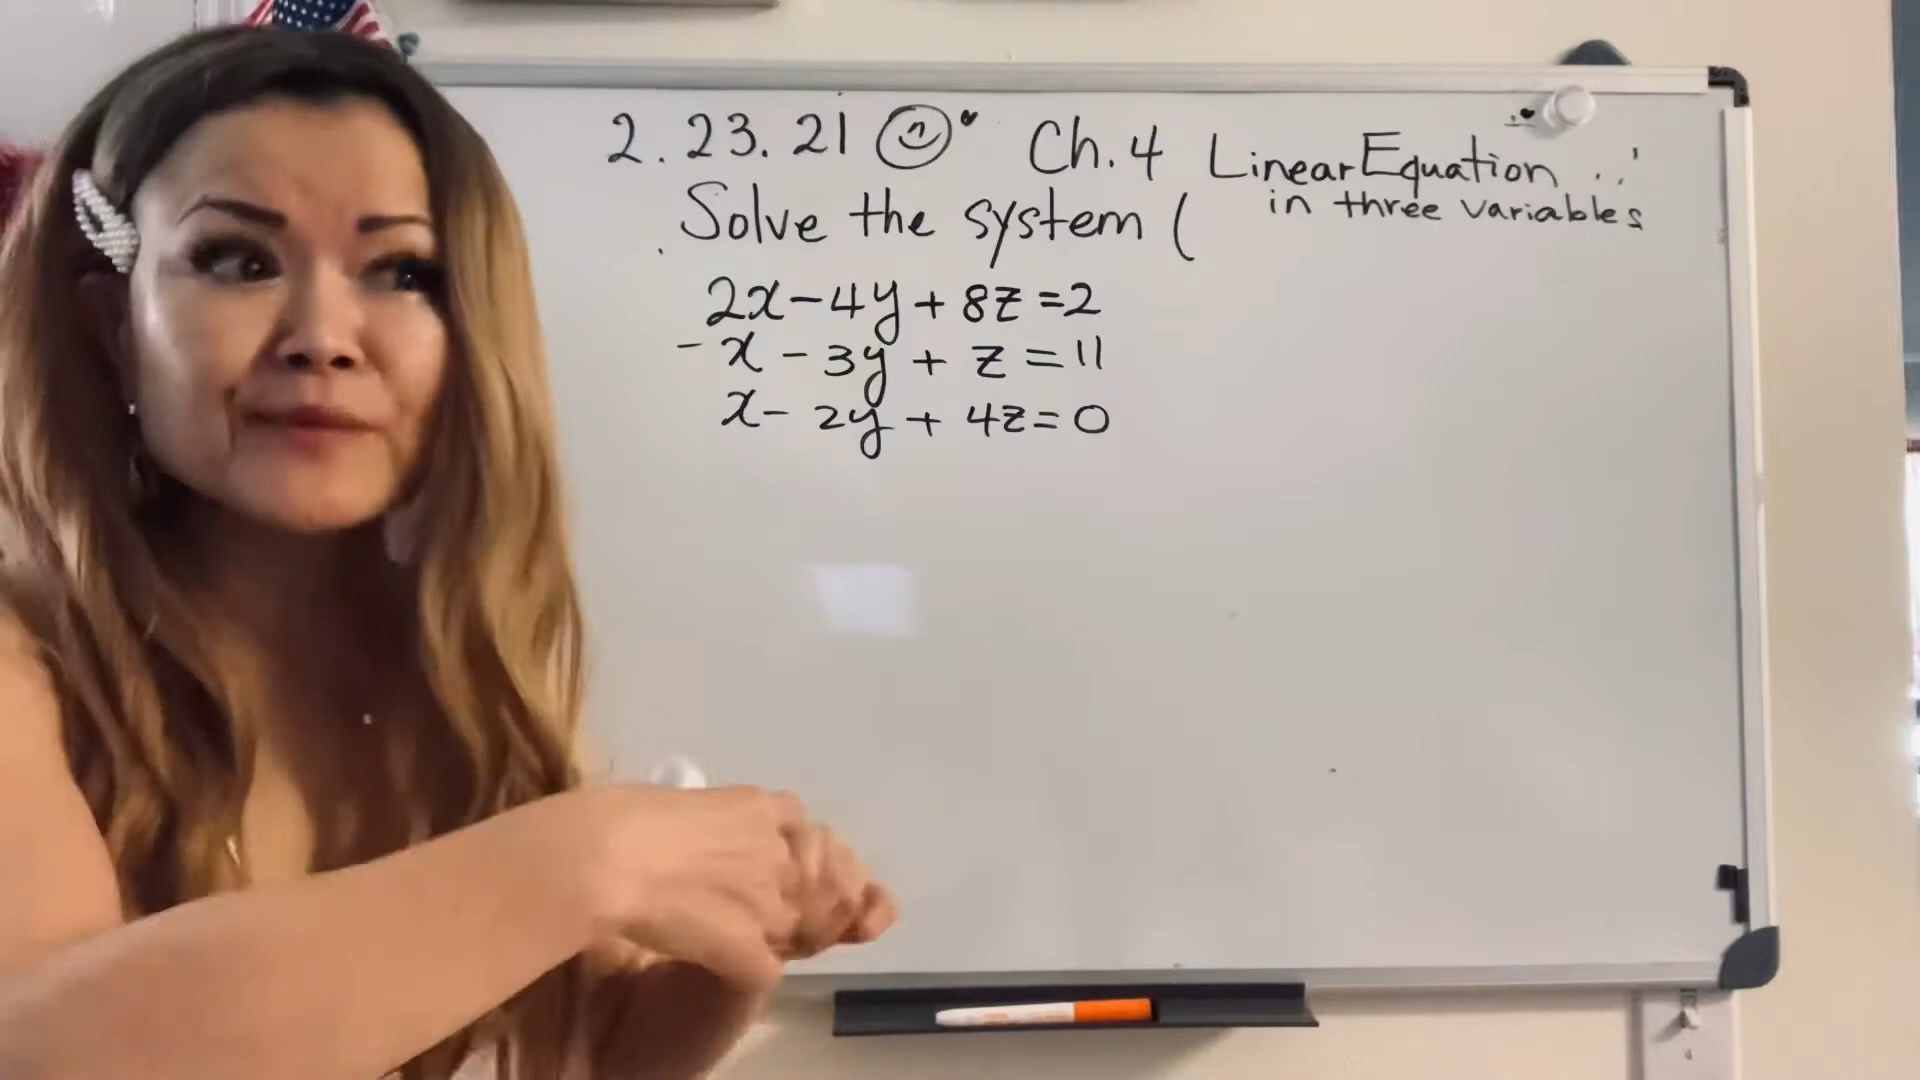 2.23.21 Ch.4 Linear Equation
in three variables
Solve the system (
2x-4y+8z=2
-x-3y+z=11
x-2y+4z=0
4